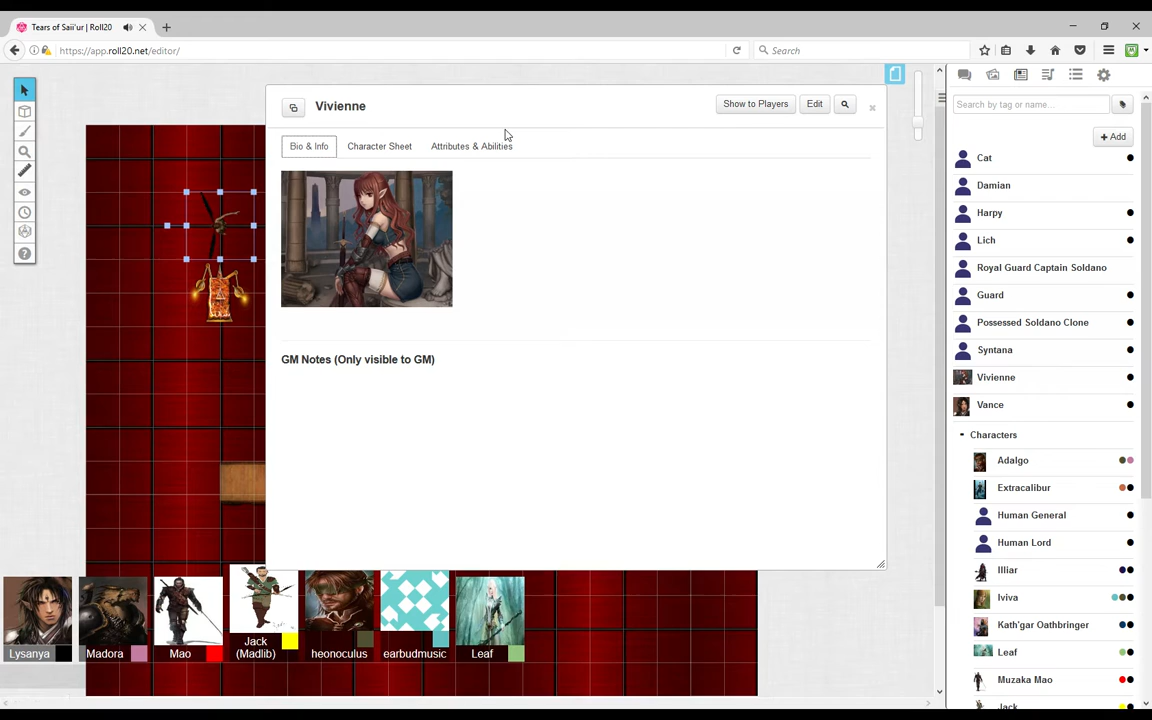 Tears of Saii'ur | Roll20
https://app.roll20.net/editor/
Search
Vivienne
Show to Players
Edit
Bio & Info
Character Sheet
Attributes & Abilities
GM Notes (Only visible to GM)
Search by tag or name...
+ Add
Cat
Damian
Harpy
Lich
Royal Guard Captain Soldano
Guard
Possessed Soldano Clone
Syntana
Vivienne
Vance
Characters
Adalgo
Extracalibur
Human General
Human Lord
Illiar
Iviva
Kath'gar Oathbringer
Leaf
Muzaka Mao
Jack
Lysanya
Madora
Mao
Jack
(Madlib)
heonoculus
earbudmusic
Leaf